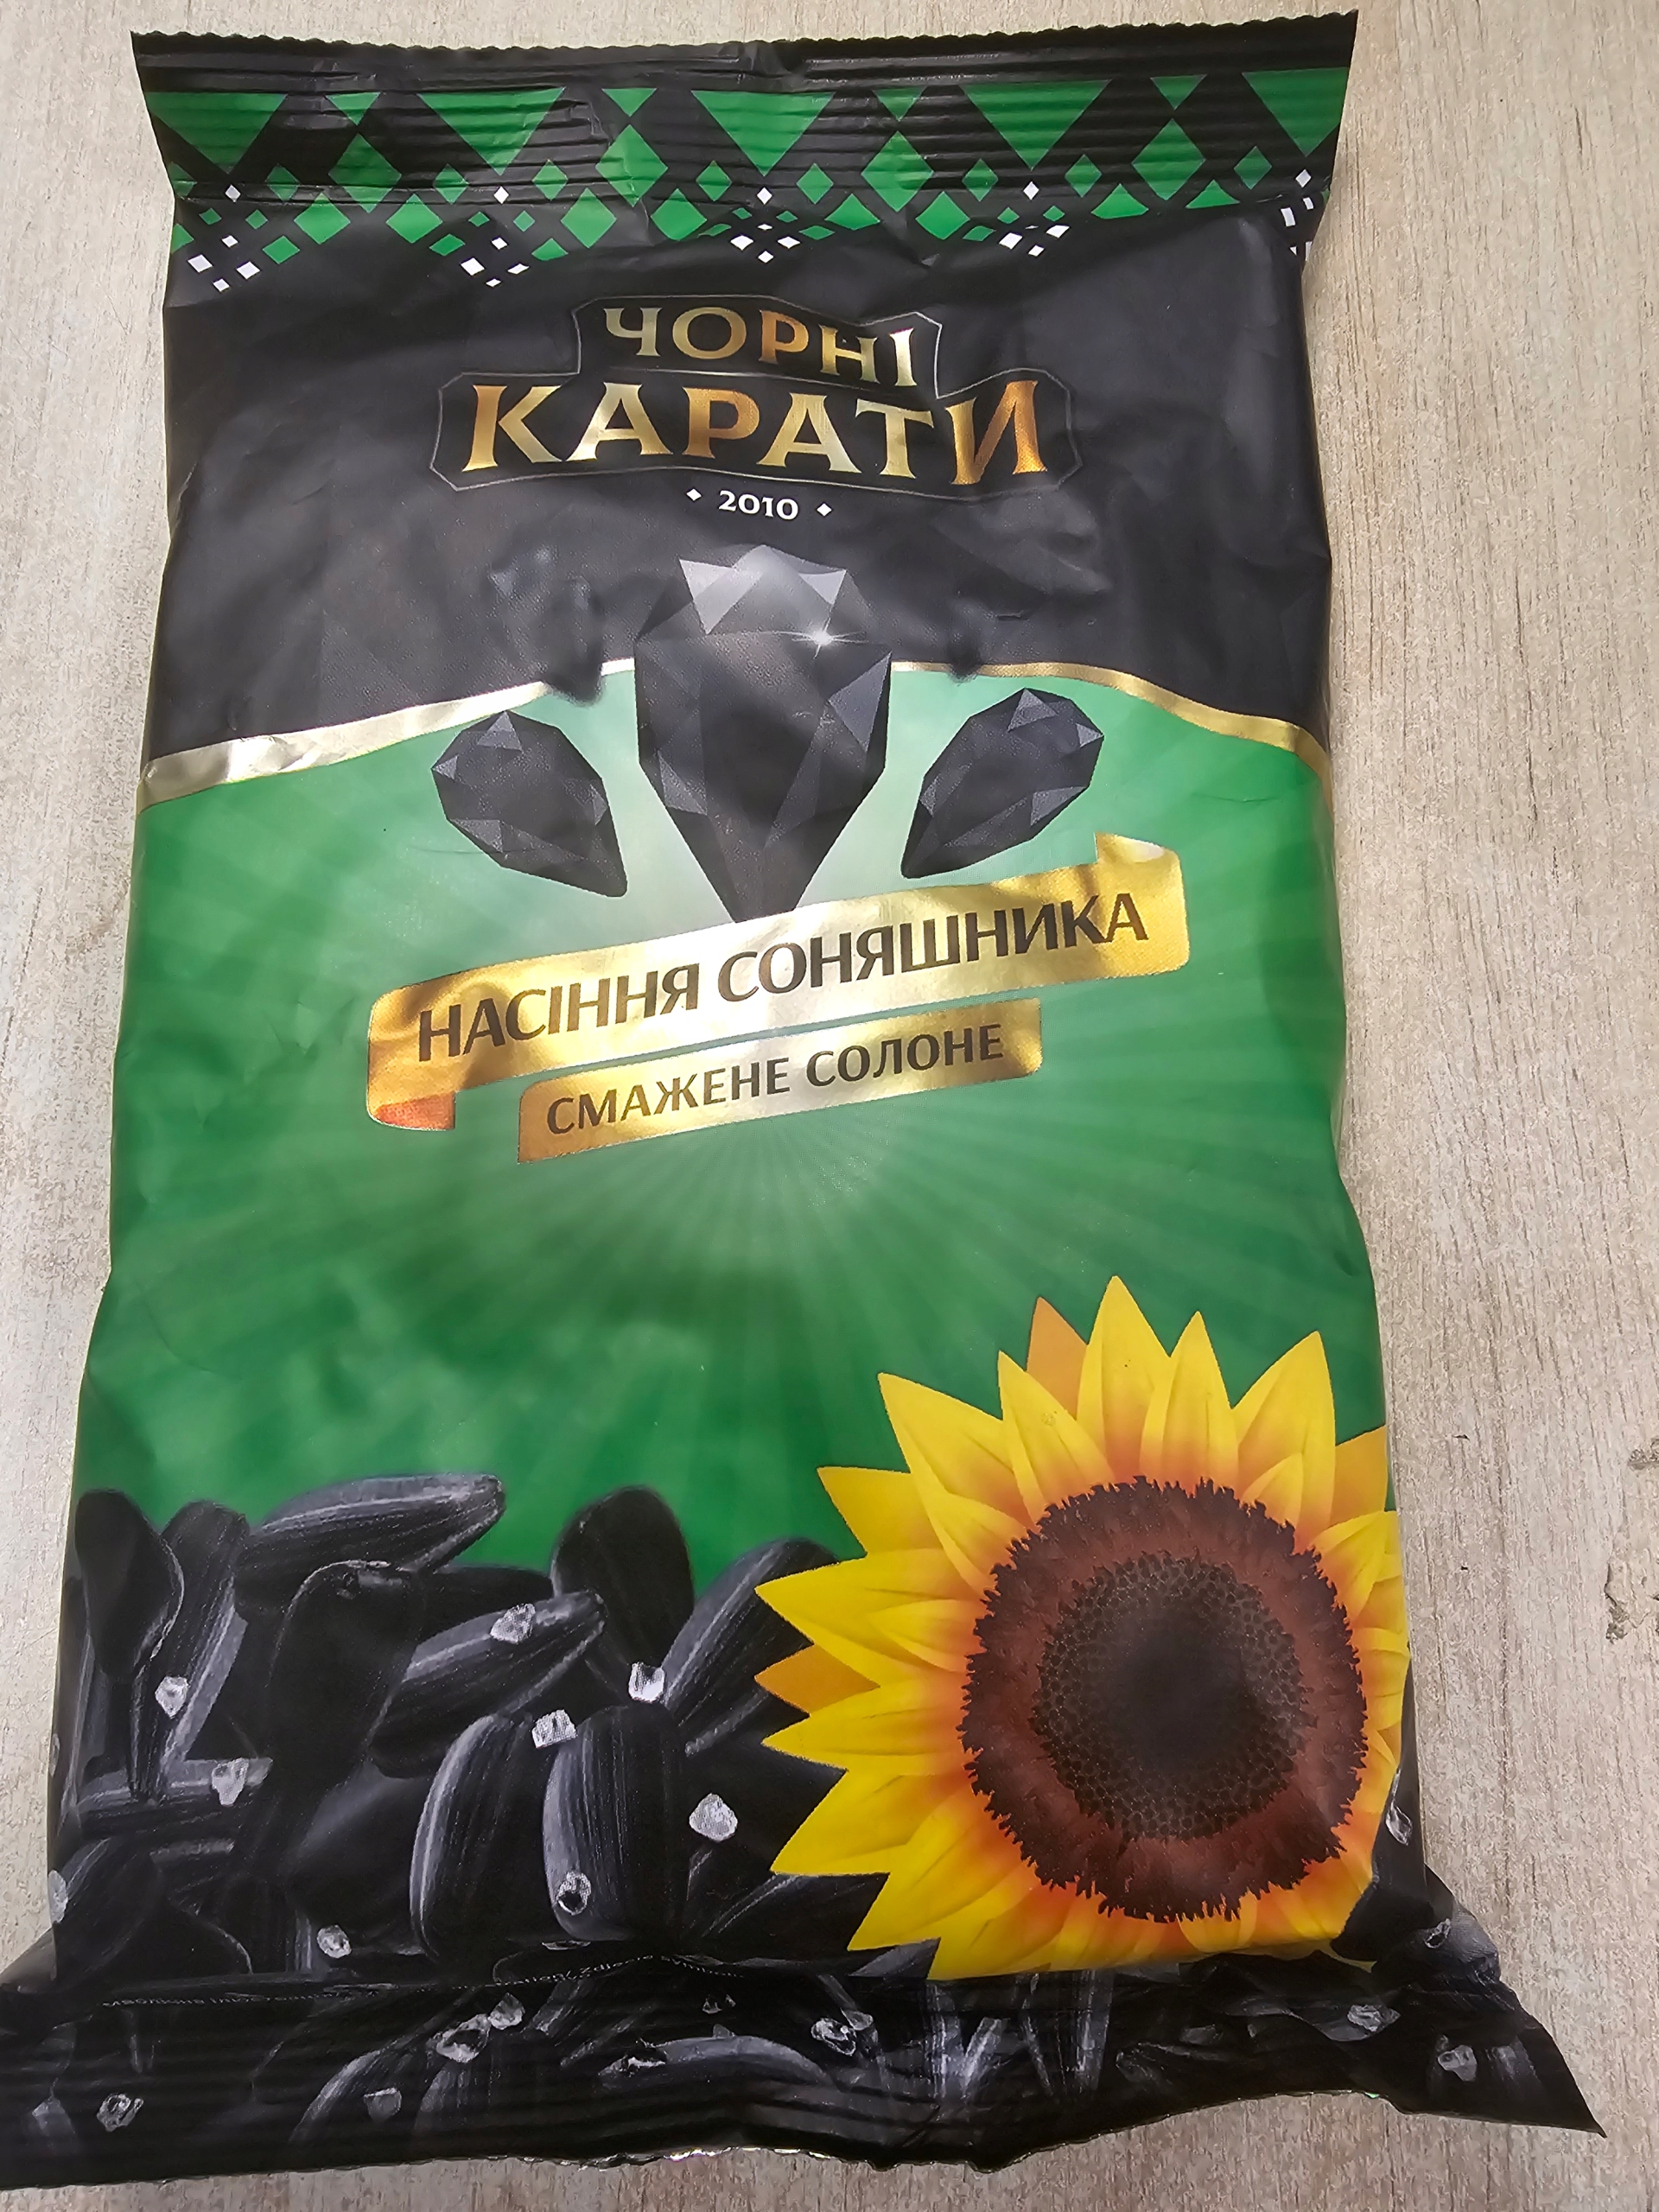 ЧОРНІ
КАРАТИ
2010
НАСІННЯ СОНЯШНИКА
СМАЖЕНЕ СОЛОНЕ